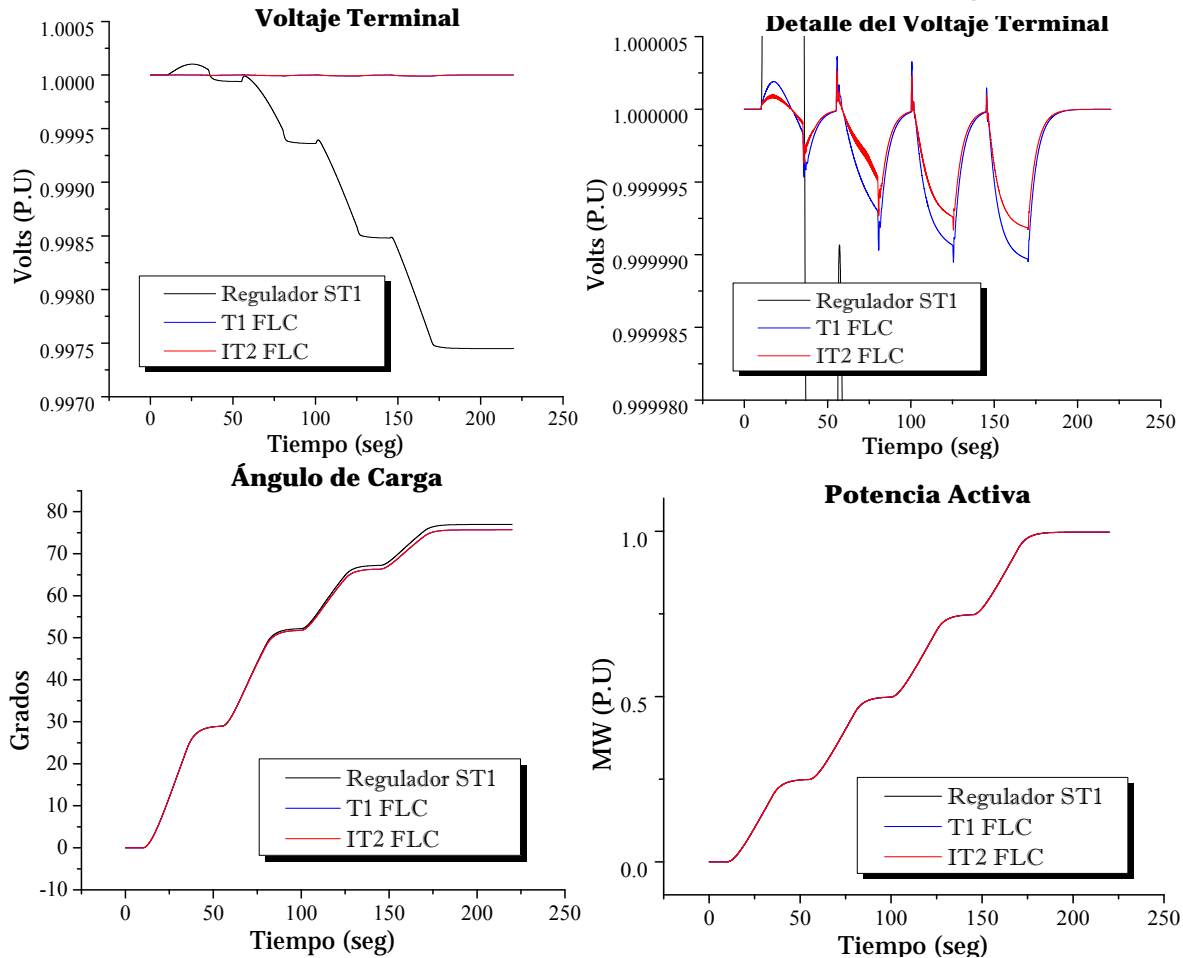 Voltaje Terminal
1.0005
1.0000
0.9995
0.9990
0.9985
0.9980
0.9975
0.9970
Volts (P.U)
Regulador ST1
T1 FLC
IT2 FLC
0
50
100
150
200
250
Tiempo (seg)
Detalle del Voltaje Terminal
1.000005
1.000000
0.999995
0.999990
0.999985
0.999980
Volts (P.U)
Regulador ST1
T1 FLC
IT2 FLC
0
50
100
150
200
250
Tiempo (seg)
Ángulo de Carga
80
70
60
50
40
30
20
10
0
-10
Grados
Regulador ST1
T1 FLC
IT2 FLC
0
50
100
150
200
250
Tiempo (seg)
Potencia Activa
1.0
0.5
0.0
MW (P.U)
Regulador ST1
T1 FLC
IT2 FLC
0
50
100
150
200
250
Tiempo (seg)